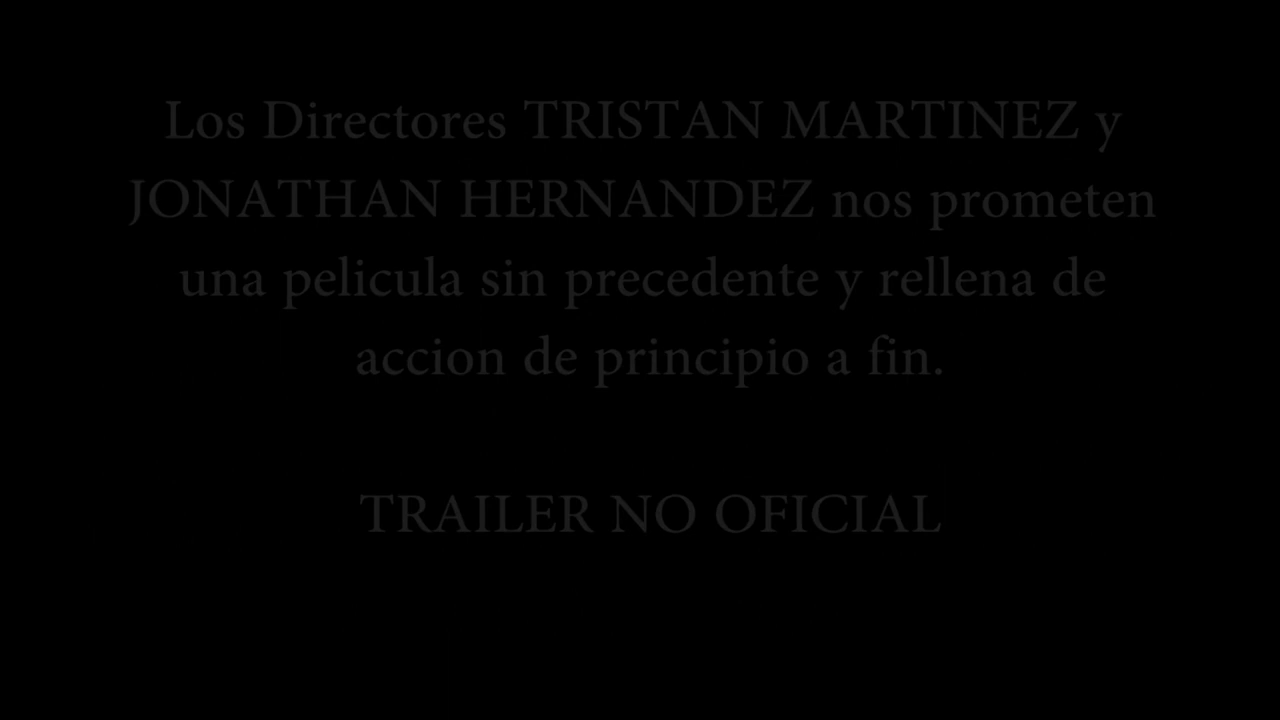 Los Directores TRISTAN MARTINEZ y
JONATHAN HERNANDEZ nos prometen
una pelicula sin precedente y rellena de
accion de principio a fin.
TRAILER NO OFICIAL